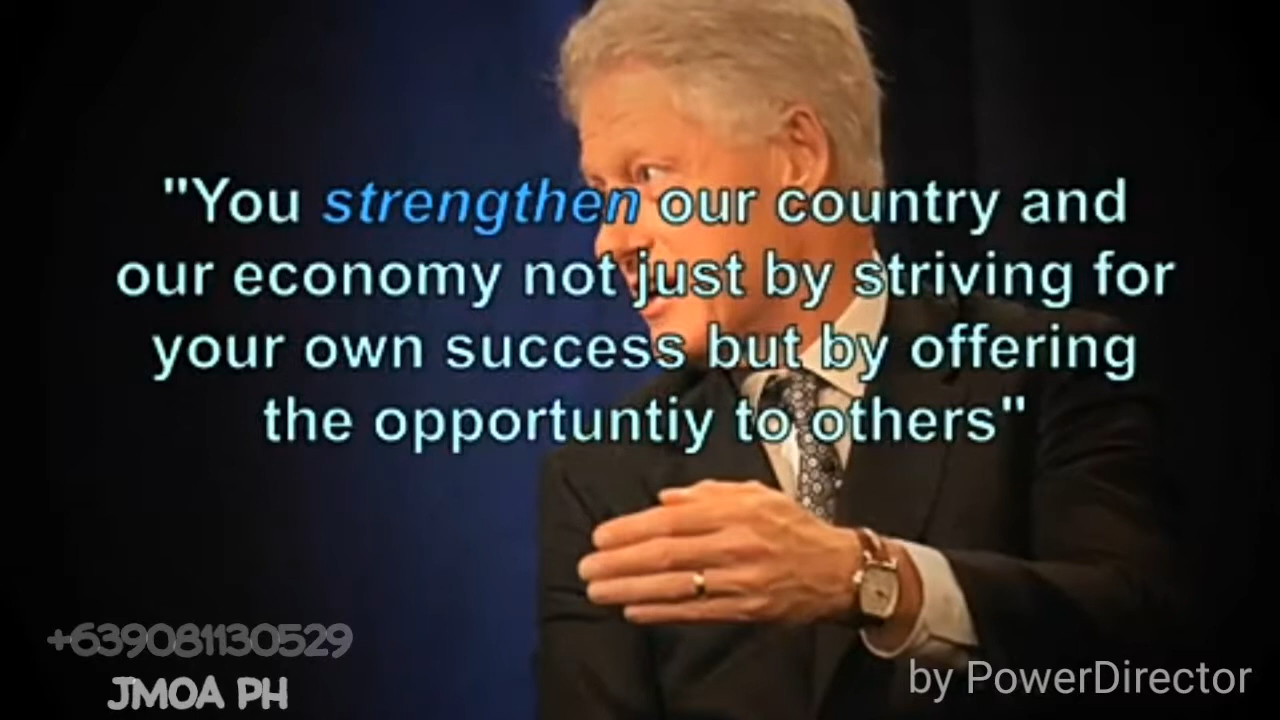 "You strengthen our country and
our economy not just by striving for
your own success but by offering
the opportuntiy to others"
+639081130529
JMOA PH
by PowerDirector